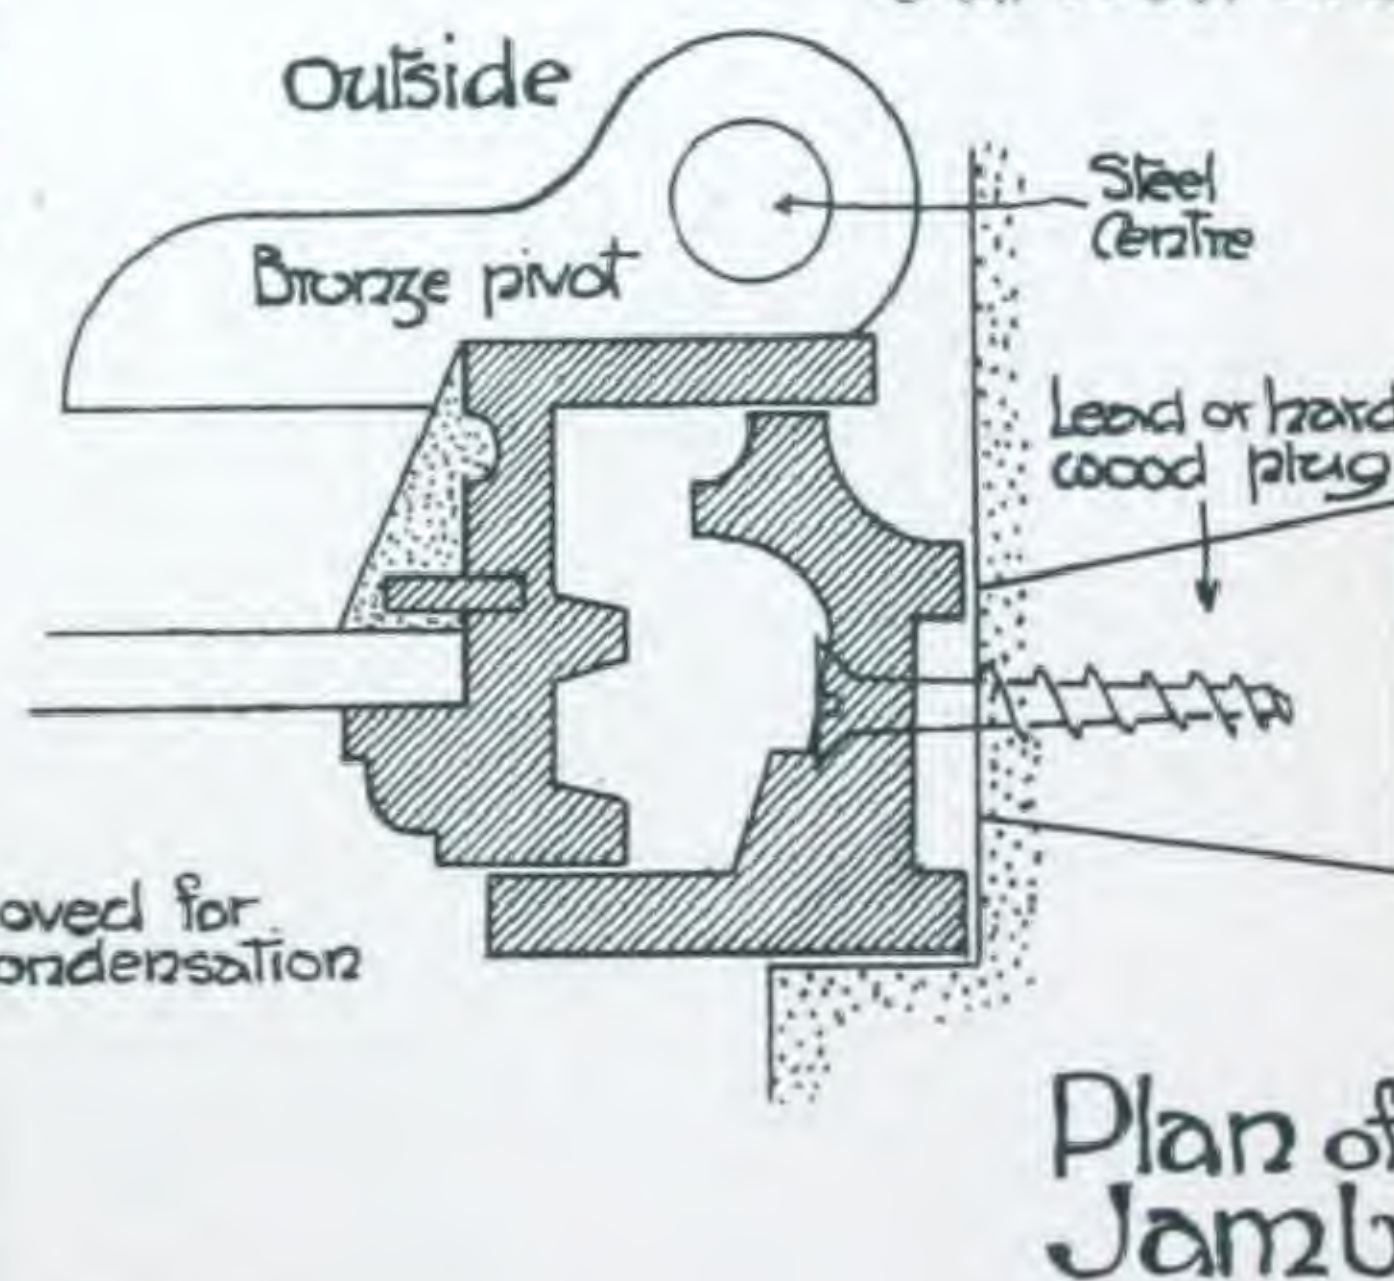 Outside
Steel
Centre
Bronze pivot
Lead or hard
wood plug
oved for
ondensation
Plan of
Jamb